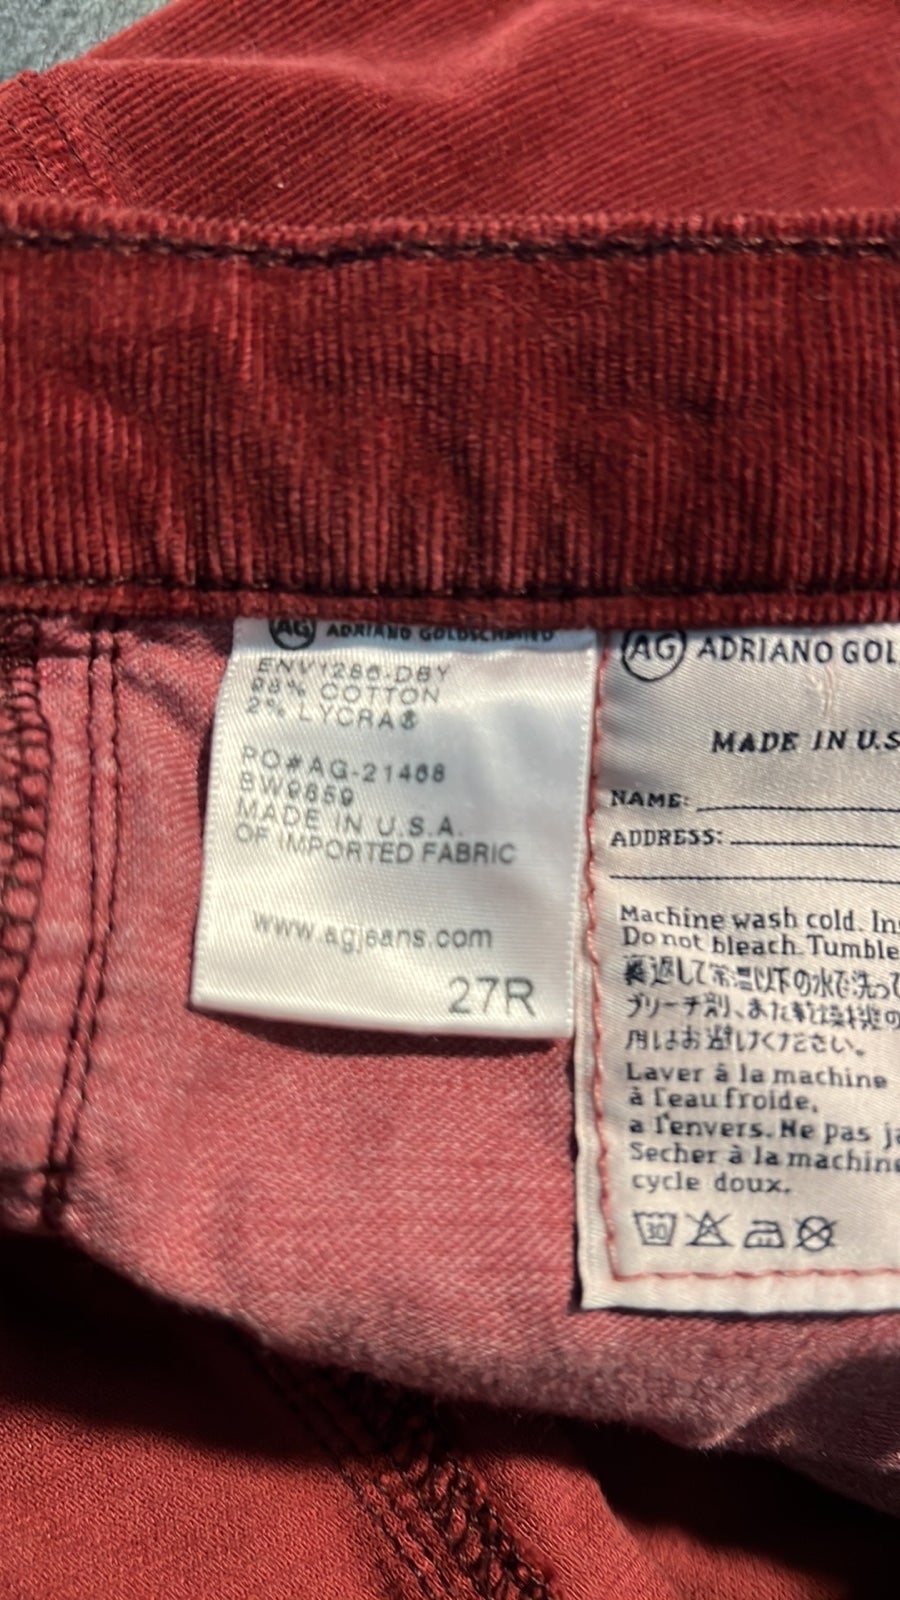 AG ADRIANO GOLDSCHMIED
ENV1286-DBY
98% COTTON
2% LYCRA®
PO#AG-21468
BW9659
MADE IN U.S.A.
OF IMPORTED FABRIC
www.agjeans.com
27R
AG ADRIANO GOL
MADE IN U.S
NAME:
ADDRESS:
Machine wash cold. Ins
Do not bleach. Tumble
裏返して常温以下の水で洗って
ブリーチ剤、また乾燥機の
用はお避けください。
Laver à la machine
à l'eau froide,
a l'envers. Ne pas ja
Secher à la machine
cycle doux.
30